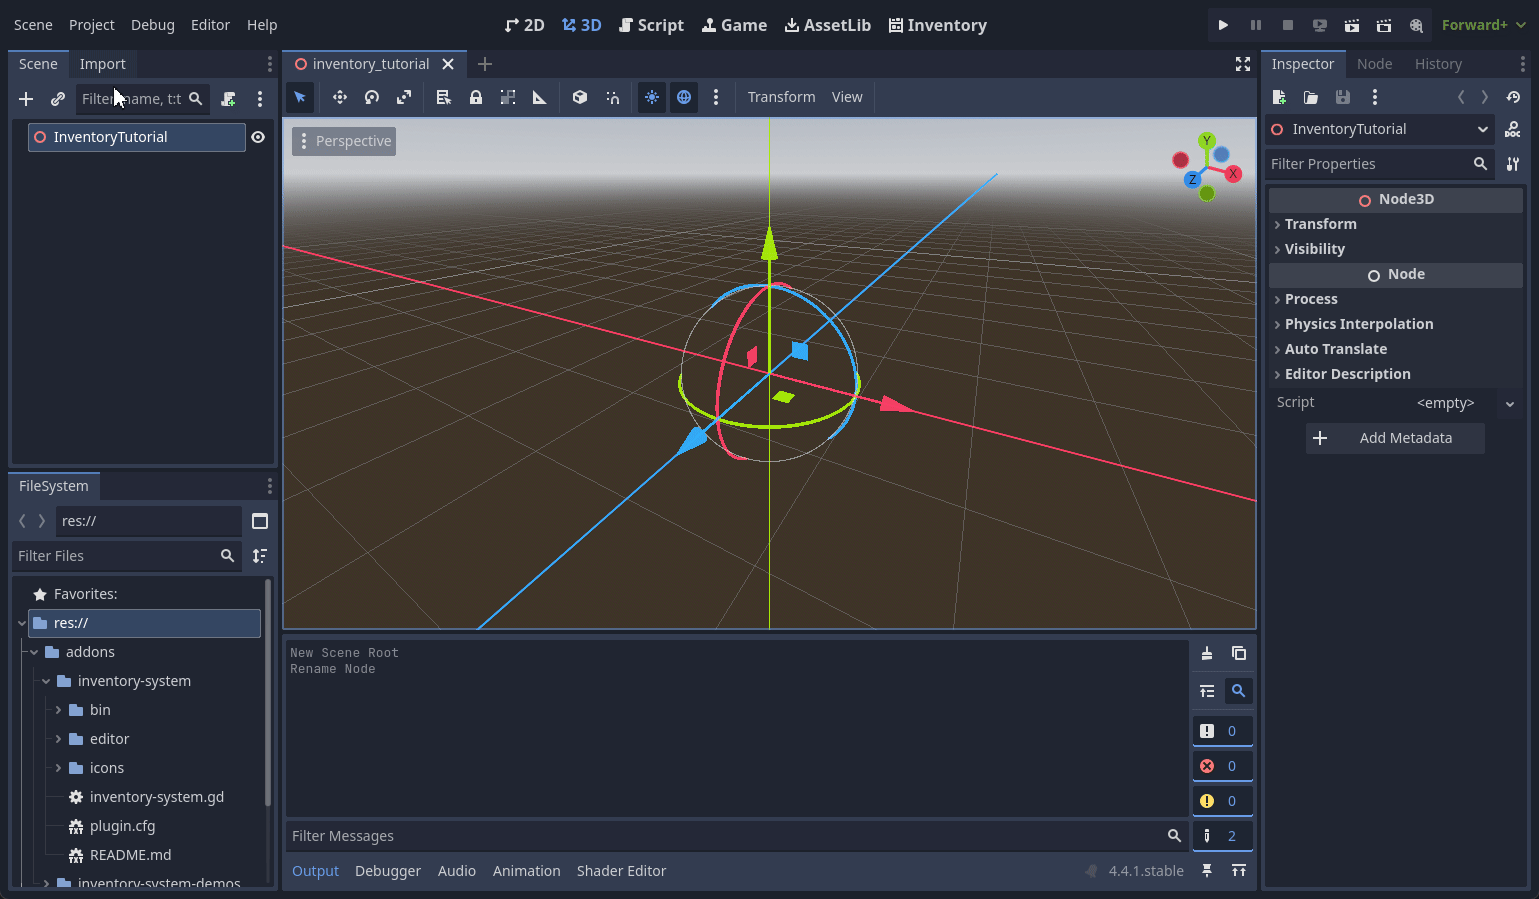 Scene Project Debug Editor Help 2D 3D Script Game AssetLib Inventory Forward+
Scene Import
Filter name, t:t
InventoryTutorial
inventory_tutorial
Transform View
Perspective
Y
X
Z
New Scene Root
Rename Node
Filter Messages
0
0
0
2
Output Debugger Audio Animation Shader Editor 4.4.1.stable
FileSystem
res://
Filter Files
Favorites:
res://
addons
inventory-system
bin
editor
icons
inventory-system.gd
plugin.cfg
README.md
inventory-system-demos
Inspector Node History
InventoryTutorial
Filter Properties
Node3D
Transform
Visibility
Node
Process
Physics Interpolation
Auto Translate
Editor Description
Script <empty>
Add Metadata